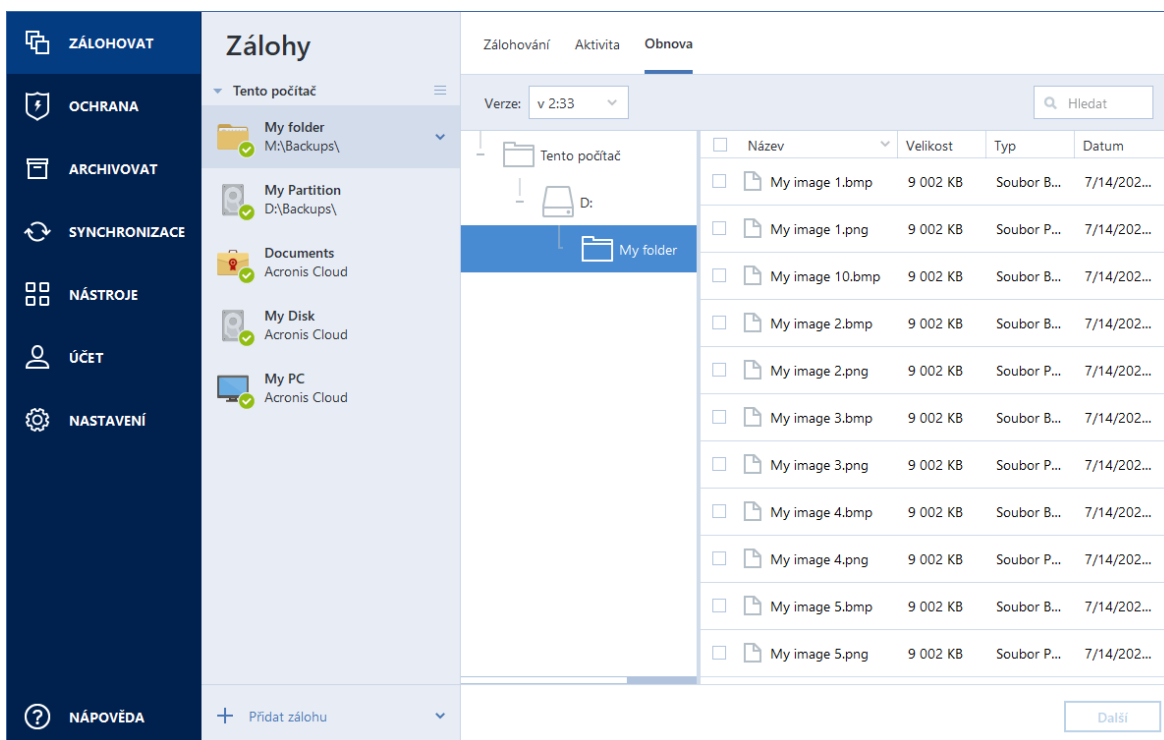 ZÁLOHOVAT
OCHRANA
ARCHIVOVAT
SYNCHRONIZACE
NÁSTROJE
ÚČET
NASTAVENÍ
NÁPOVĚDA
Zálohy
Tento počítač
My folder
M:\Backups\
My Partition
D:\Backups\
Documents
Acronis Cloud
My Disk
Acronis Cloud
My PC
Acronis Cloud
Přidat zálohu
Zálohování Aktivita Obnova
Verze: v 2:33 Hledat
Tento počítač
D:
My folder
Název Velikost Typ Datum
My image 1.bmp 9 002 KB Soubor B... 7/14/202...
My image 1.png 9 002 KB Soubor P... 7/14/202...
My image 10.bmp 9 002 KB Soubor B... 7/14/202...
My image 2.bmp 9 002 KB Soubor B... 7/14/202...
My image 2.png 9 002 KB Soubor P... 7/14/202...
My image 3.bmp 9 002 KB Soubor B... 7/14/202...
My image 3.png 9 002 KB Soubor P... 7/14/202...
My image 4.bmp 9 002 KB Soubor B... 7/14/202...
My image 4.png 9 002 KB Soubor P... 7/14/202...
My image 5.bmp 9 002 KB Soubor B... 7/14/202...
My image 5.png 9 002 KB Soubor P... 7/14/202...
Další